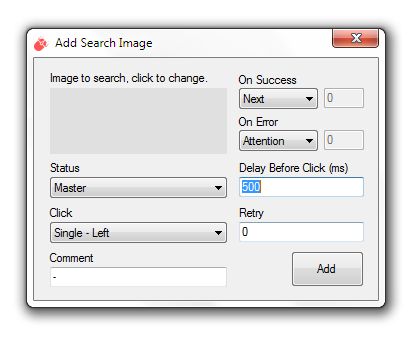 Add Search Image
Image to search, click to change.
On Success
Next 0
On Error
Attention 0
Status
Master
Delay Before Click (ms)
500
Click
Single - Left
Retry
0
Comment
-
Add